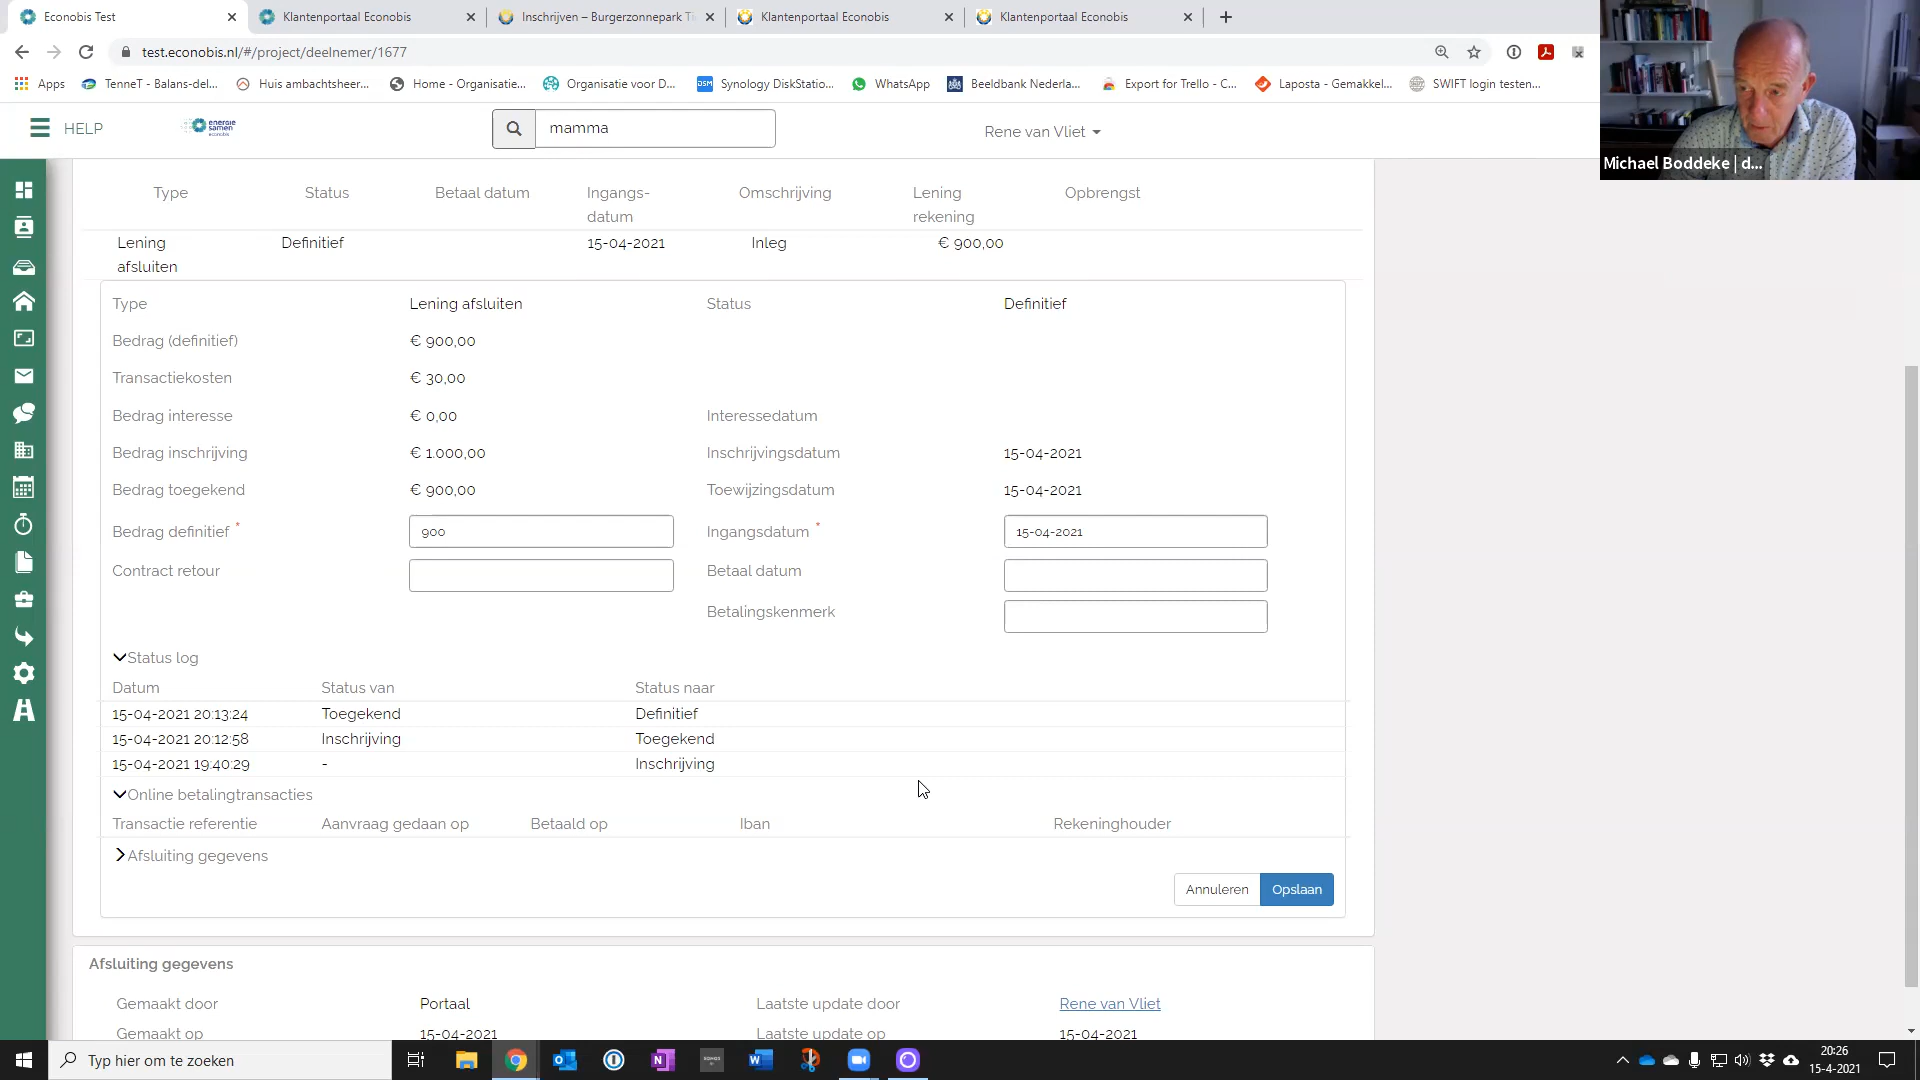 Econobis Test
Klantenportaal Econobis
Inschrijven – Burgerzonnepark Ti
Klantenportaal Econobis
Klantenportaal Econobis
test.econobis.nl/#/project/deelnemer/1677
Apps
TenneT - Balans-del...
Huis ambachtsheer...
Home - Organisatie...
Organisatie voor D...
DSM
Synology DiskStatio...
WhatsApp
Beeldbank Nederla...
Export for Trello - C...
Laposta - Gemakkel...
SWIFT login testen...
Michael Boddeke | d...
HELP
energie
samen
econobis
mamma
Rene van Vliet
Type
Status
Betaal datum
Ingangs-
datum
Omschrijving
Lening
rekening
Opbrengst
Lening
afsluiten
Definitief
15-04-2021
Inleg
€ 900,00
Type
Lening afsluiten
Status
Definitief
Bedrag (definitief)
€ 900,00
Transactiekosten
€ 30,00
Bedrag interesse
€ 0,00
Interessedatum
Bedrag inschrijving
€ 1.000,00
Inschrijvingsdatum
15-04-2021
Bedrag toegekend
€ 900,00
Toewijzingsdatum
15-04-2021
Bedrag definitief *
900
Ingangsdatum *
15-04-2021
Contract retour
Betaal datum
Betalingskenmerk
Status log
Datum
Status van
Status naar
15-04-2021 20:13:24
Toegekend
Definitief
15-04-2021 20:12:58
Inschrijving
Toegekend
15-04-2021 19:40:29
-
Inschrijving
Online betalingtransacties
Transactie referentie
Aanvraag gedaan op
Betaald op
Iban
Rekeninghouder
Afsluiting gegevens
Annuleren
Opslaan
Afsluiting gegevens
Gemaakt door
Portaal
Laatste update door
Rene van Vliet
Gemaakt op
15-04-2021
Laatste update op
15-04-2021
Typ hier om te zoeken
SONOS
20:26
15-4-2021